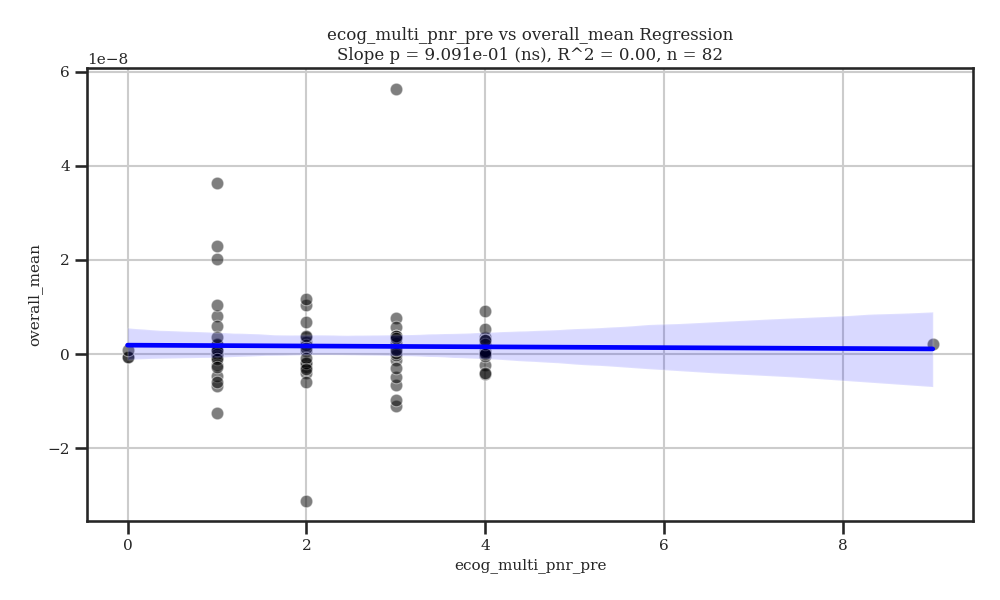 ecog_multi_pnr_pre vs overall_mean Regression
Slope p = 9.091e-01 (ns), R^2 = 0.00, n = 82
1e−8
6
4
2
0
−2
overall_mean
0 2 4 6 8
ecog_multi_pnr_pre